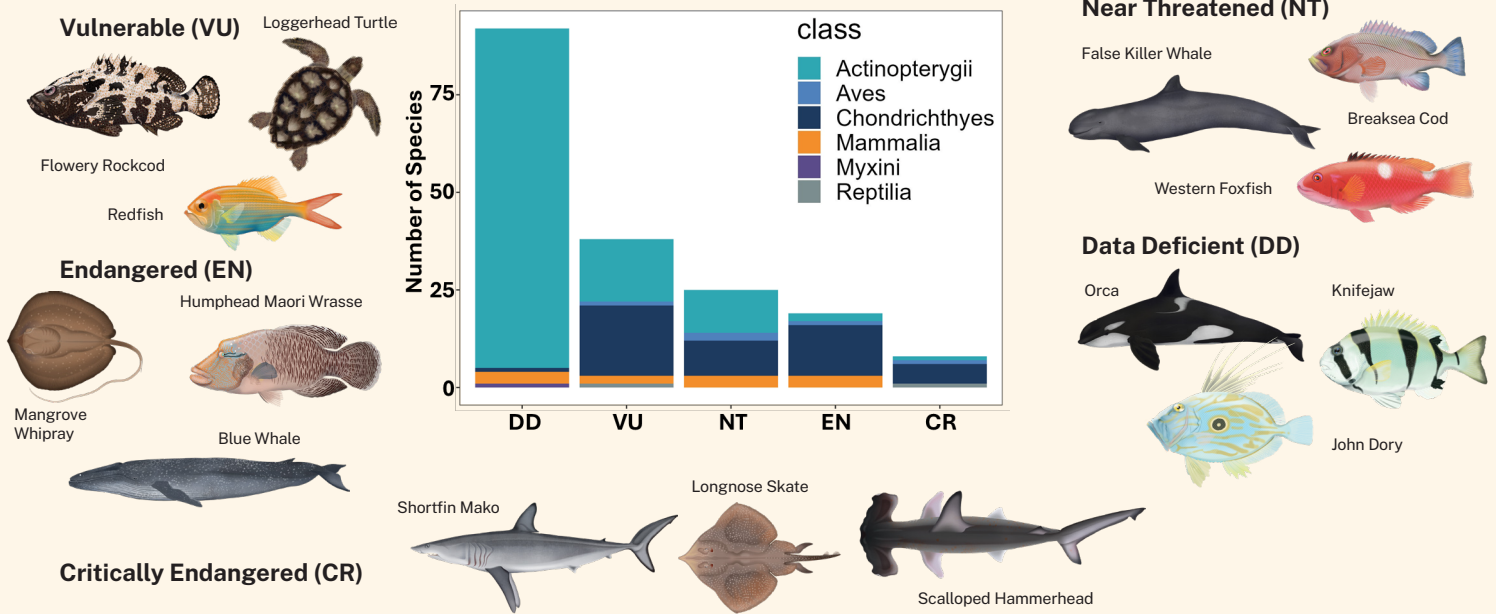 Vulnerable (VU)
Loggerhead Turtle
Flowery Rockcod
Redfish
Endangered (EN)
Humphead Maori Wrasse
Mangrove
Whipray
Blue Whale
Critically Endangered (CR)
Number of Species
75
50
25
0
DD
VU
NT
EN
CR
class
Actinopterygii
Aves
Chondrichthyes
Mammalia
Myxini
Reptilia
Shortfin Mako
Longnose Skate
Scalloped Hammerhead
Near Threatened (NT)
False Killer Whale
Breaksea Cod
Western Foxfish
Data Deficient (DD)
Orca
Knifejaw
John Dory